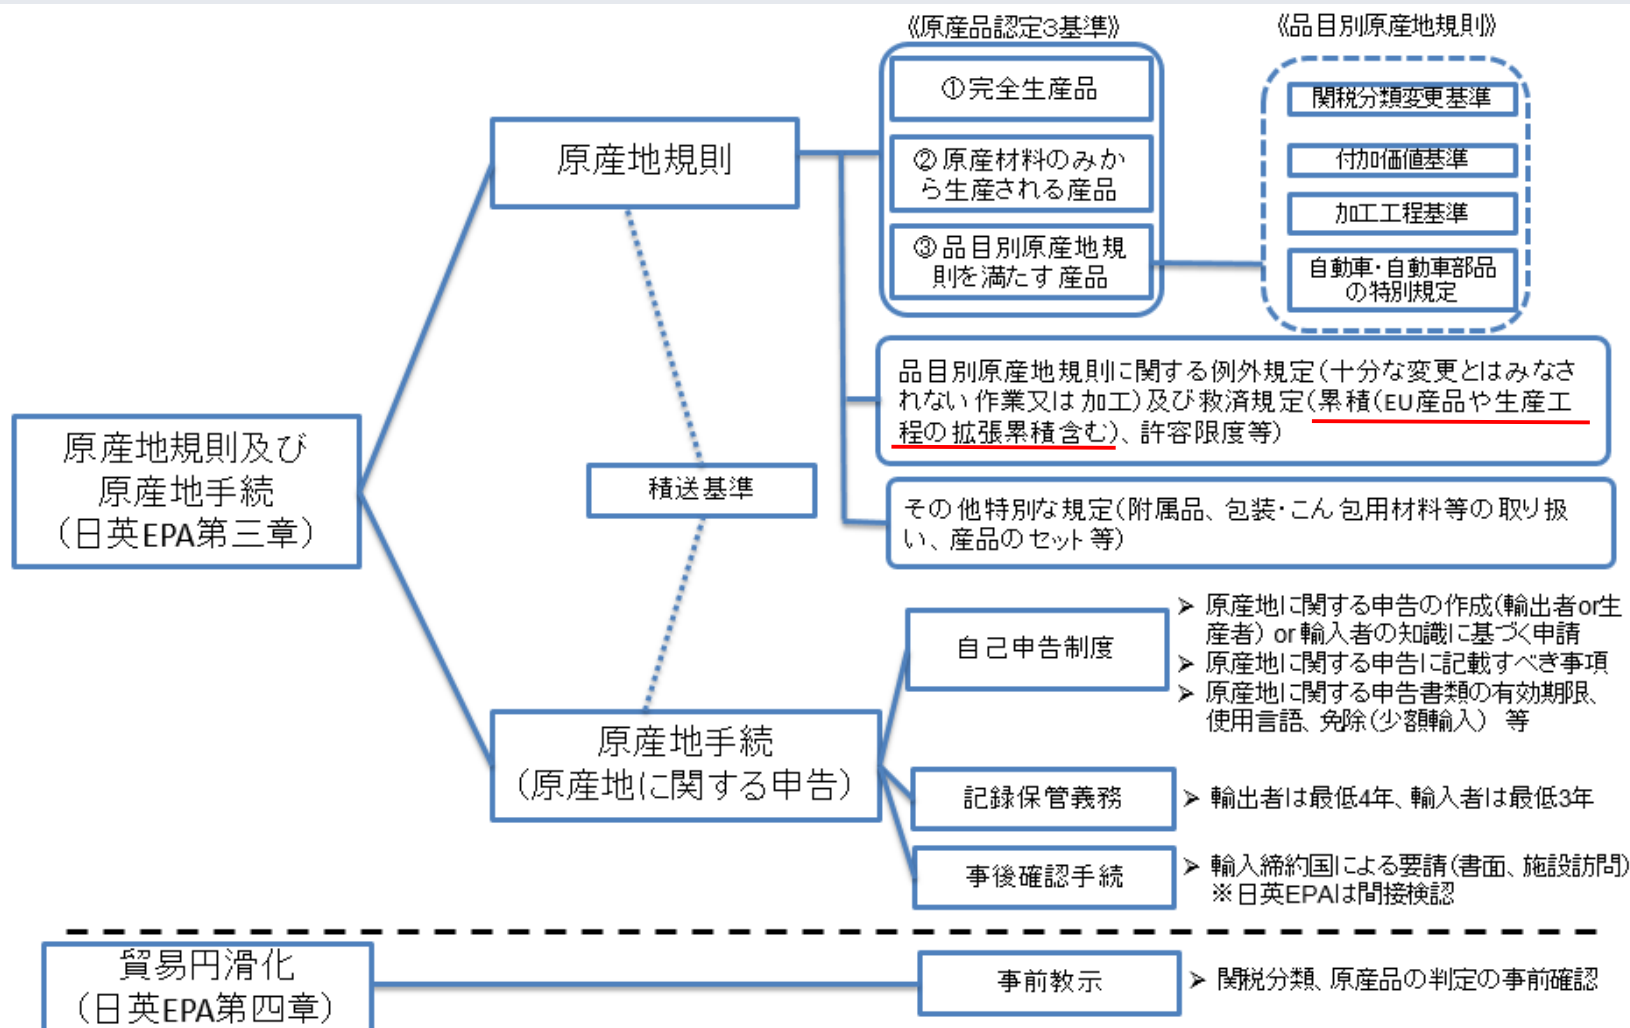 《原産品認定3基準》
《品目別原産地規則》
①完全生産品
②原産材料のみか
ら生産される産品
③品目別原産地規
則を満たす産品
関税分類変更基準
付加価値基準
加工工程基準
自動車・自動車部品
の特別規定
原産地規則
品目別原産地規則に関する例外規定(十分な変更とはみなさ
れない作業又は加工)及び救済規定(累積(EU産品や生産工
程の拡張累積含む)、許容限度等)
その他特別な規定(附属品、包装・こん包用材料等の取り扱
い、産品のセット等)
原産地規則及び
原産地手続
(日英EPA第三章)
積送基準
原産地手続
(原産地に関する申告)
自己申告制度
➢ 原産地に関する申告の作成(輸出者or生
産者) or 輸入者の知識に基づく申請
➢ 原産地に関する申告に記載すべき事項
➢ 原産地に関する申告書類の有効期限、
使用言語、免除(少額輸入) 等
記録保管義務
➢ 輸出者は最低4年、輸入者は最低3年
事後確認手続
➢ 輸入締約国による要請(書面、施設訪問)
※日英EPAは間接検認
貿易円滑化
(日英EPA第四章)
事前教示
➢ 関税分類、原産品の判定の事前確認